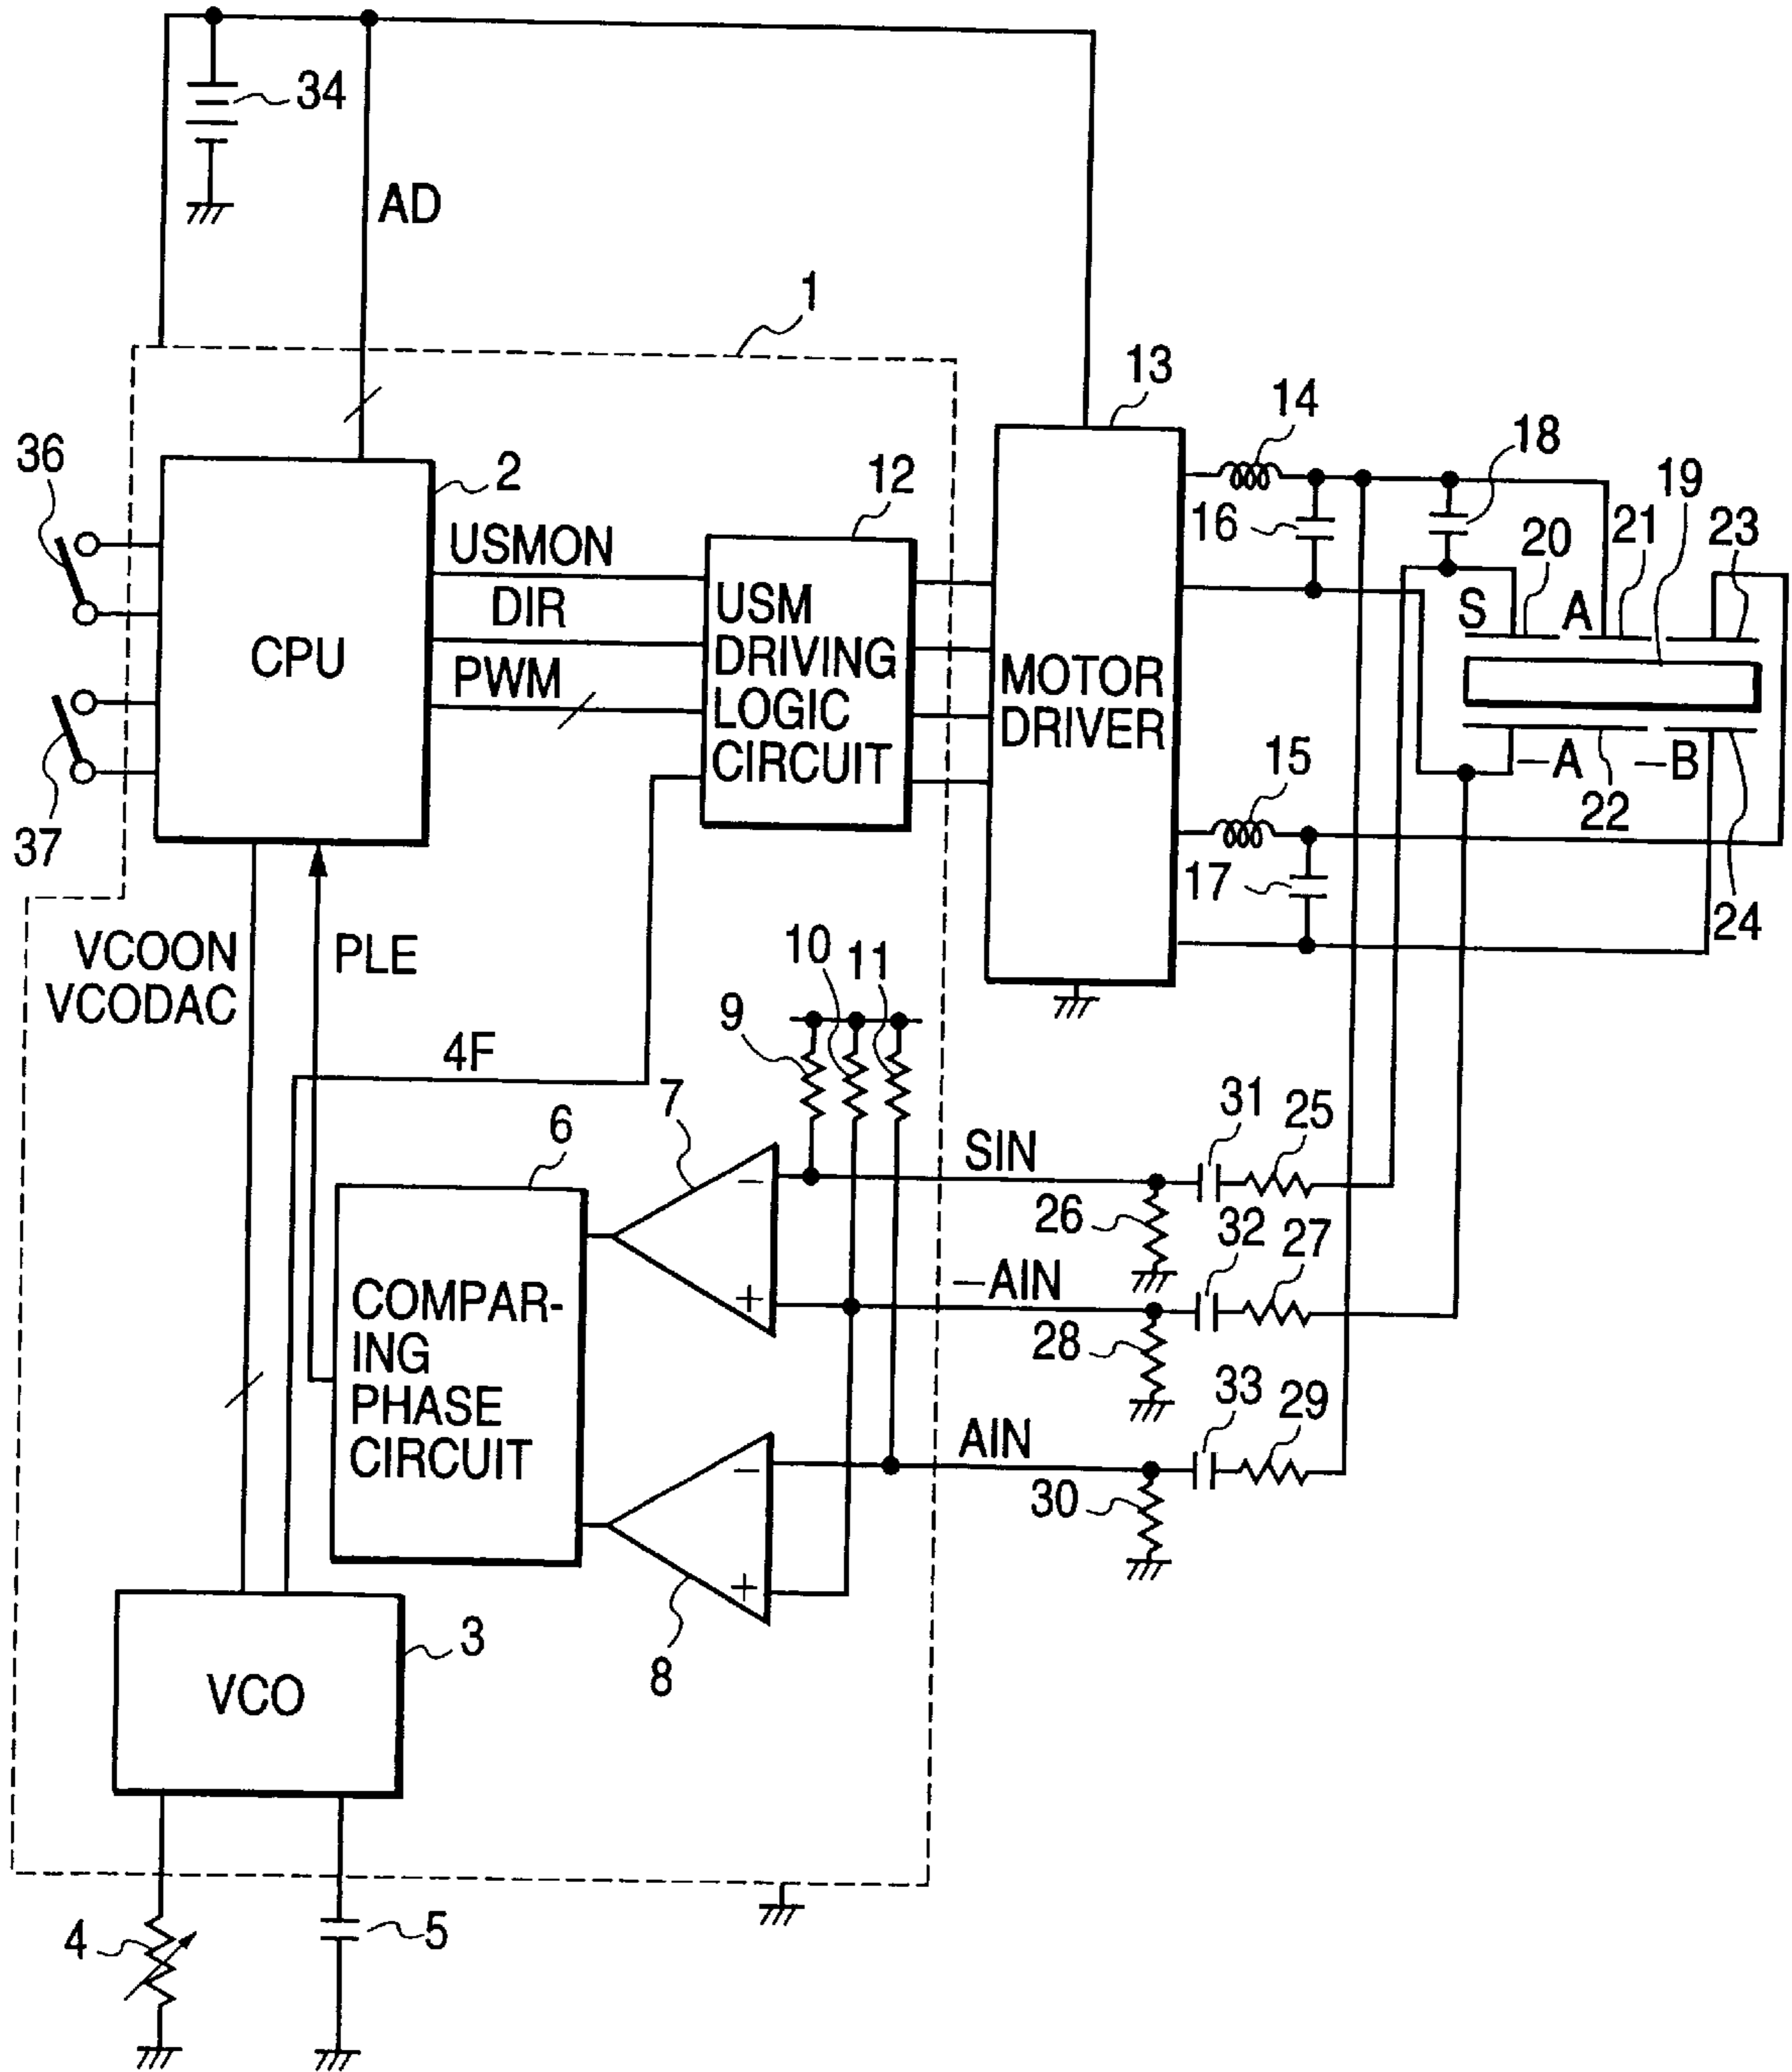 34
AD
1
13
14
18
19
36
2
12
16
20
21
23
USMON
S
A
DIR
USM
DRIVING
LOGIC
CIRCUIT
CPU
PWM
MOTOR
DRIVER
15
—A
—B
22
37
17
24
VCOON
VCODAC
PLE
10
11
9
4F
31
25
7
6
SIN
—
26
32
27
COMPAR-
ING
PHASE
CIRCUIT
+
—AIN
28
33
29
AIN
—
30
+
3
8
VCO
4
5